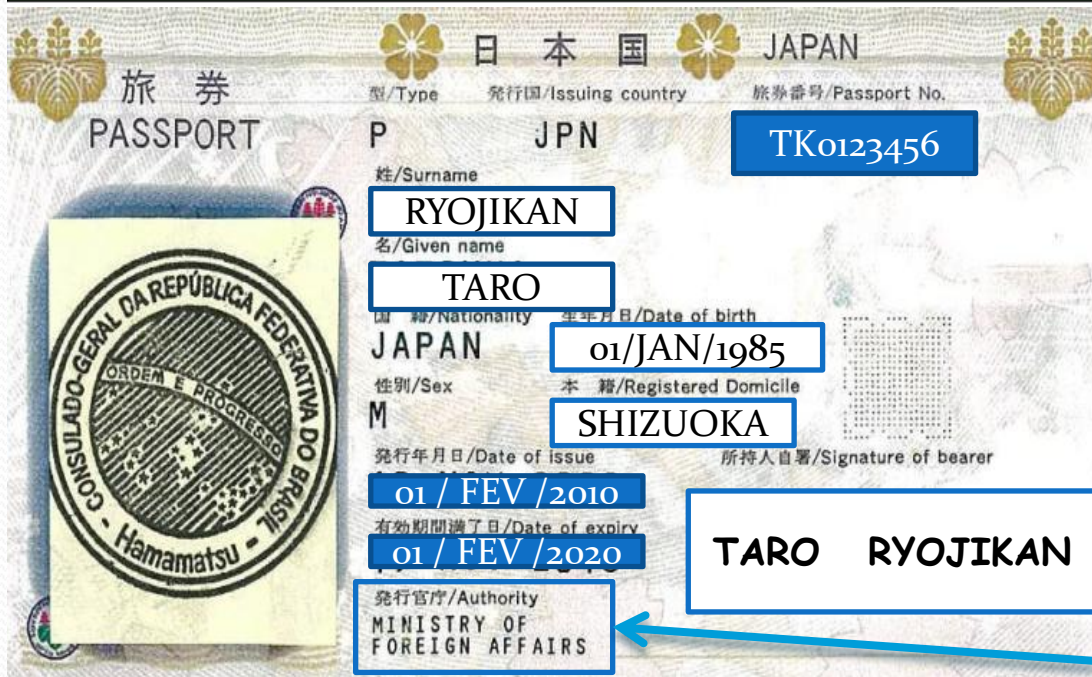 日 本 国 JAPAN
旅 券
PASSPORT
型/Type 発行国/Issuing country 旅券番号/Passport No.
P JPN TK0123456
姓/Surname
RYOJIKAN
名/Given name
TARO
国 籍/Nationality 生年月日/Date of birth
JAPAN 01/JAN/1985
性別/Sex 本 籍/Registered Domicile
M SHIZUOKA
発行年月日/Date of issue 所持人自署/Signature of bearer
01 / FEV /2010
有効期間満了日/Date of expiry
01 / FEV /2020
TARO RYOJIKAN
発行官庁/Authority
MINISTRY OF
FOREIGN AFFAIRS
CONSULADO-GERAL DA REPÚBLICA FEDERATIVA DO BRASIL
ORDEM E PROGRESSO
- Hamamatsu -